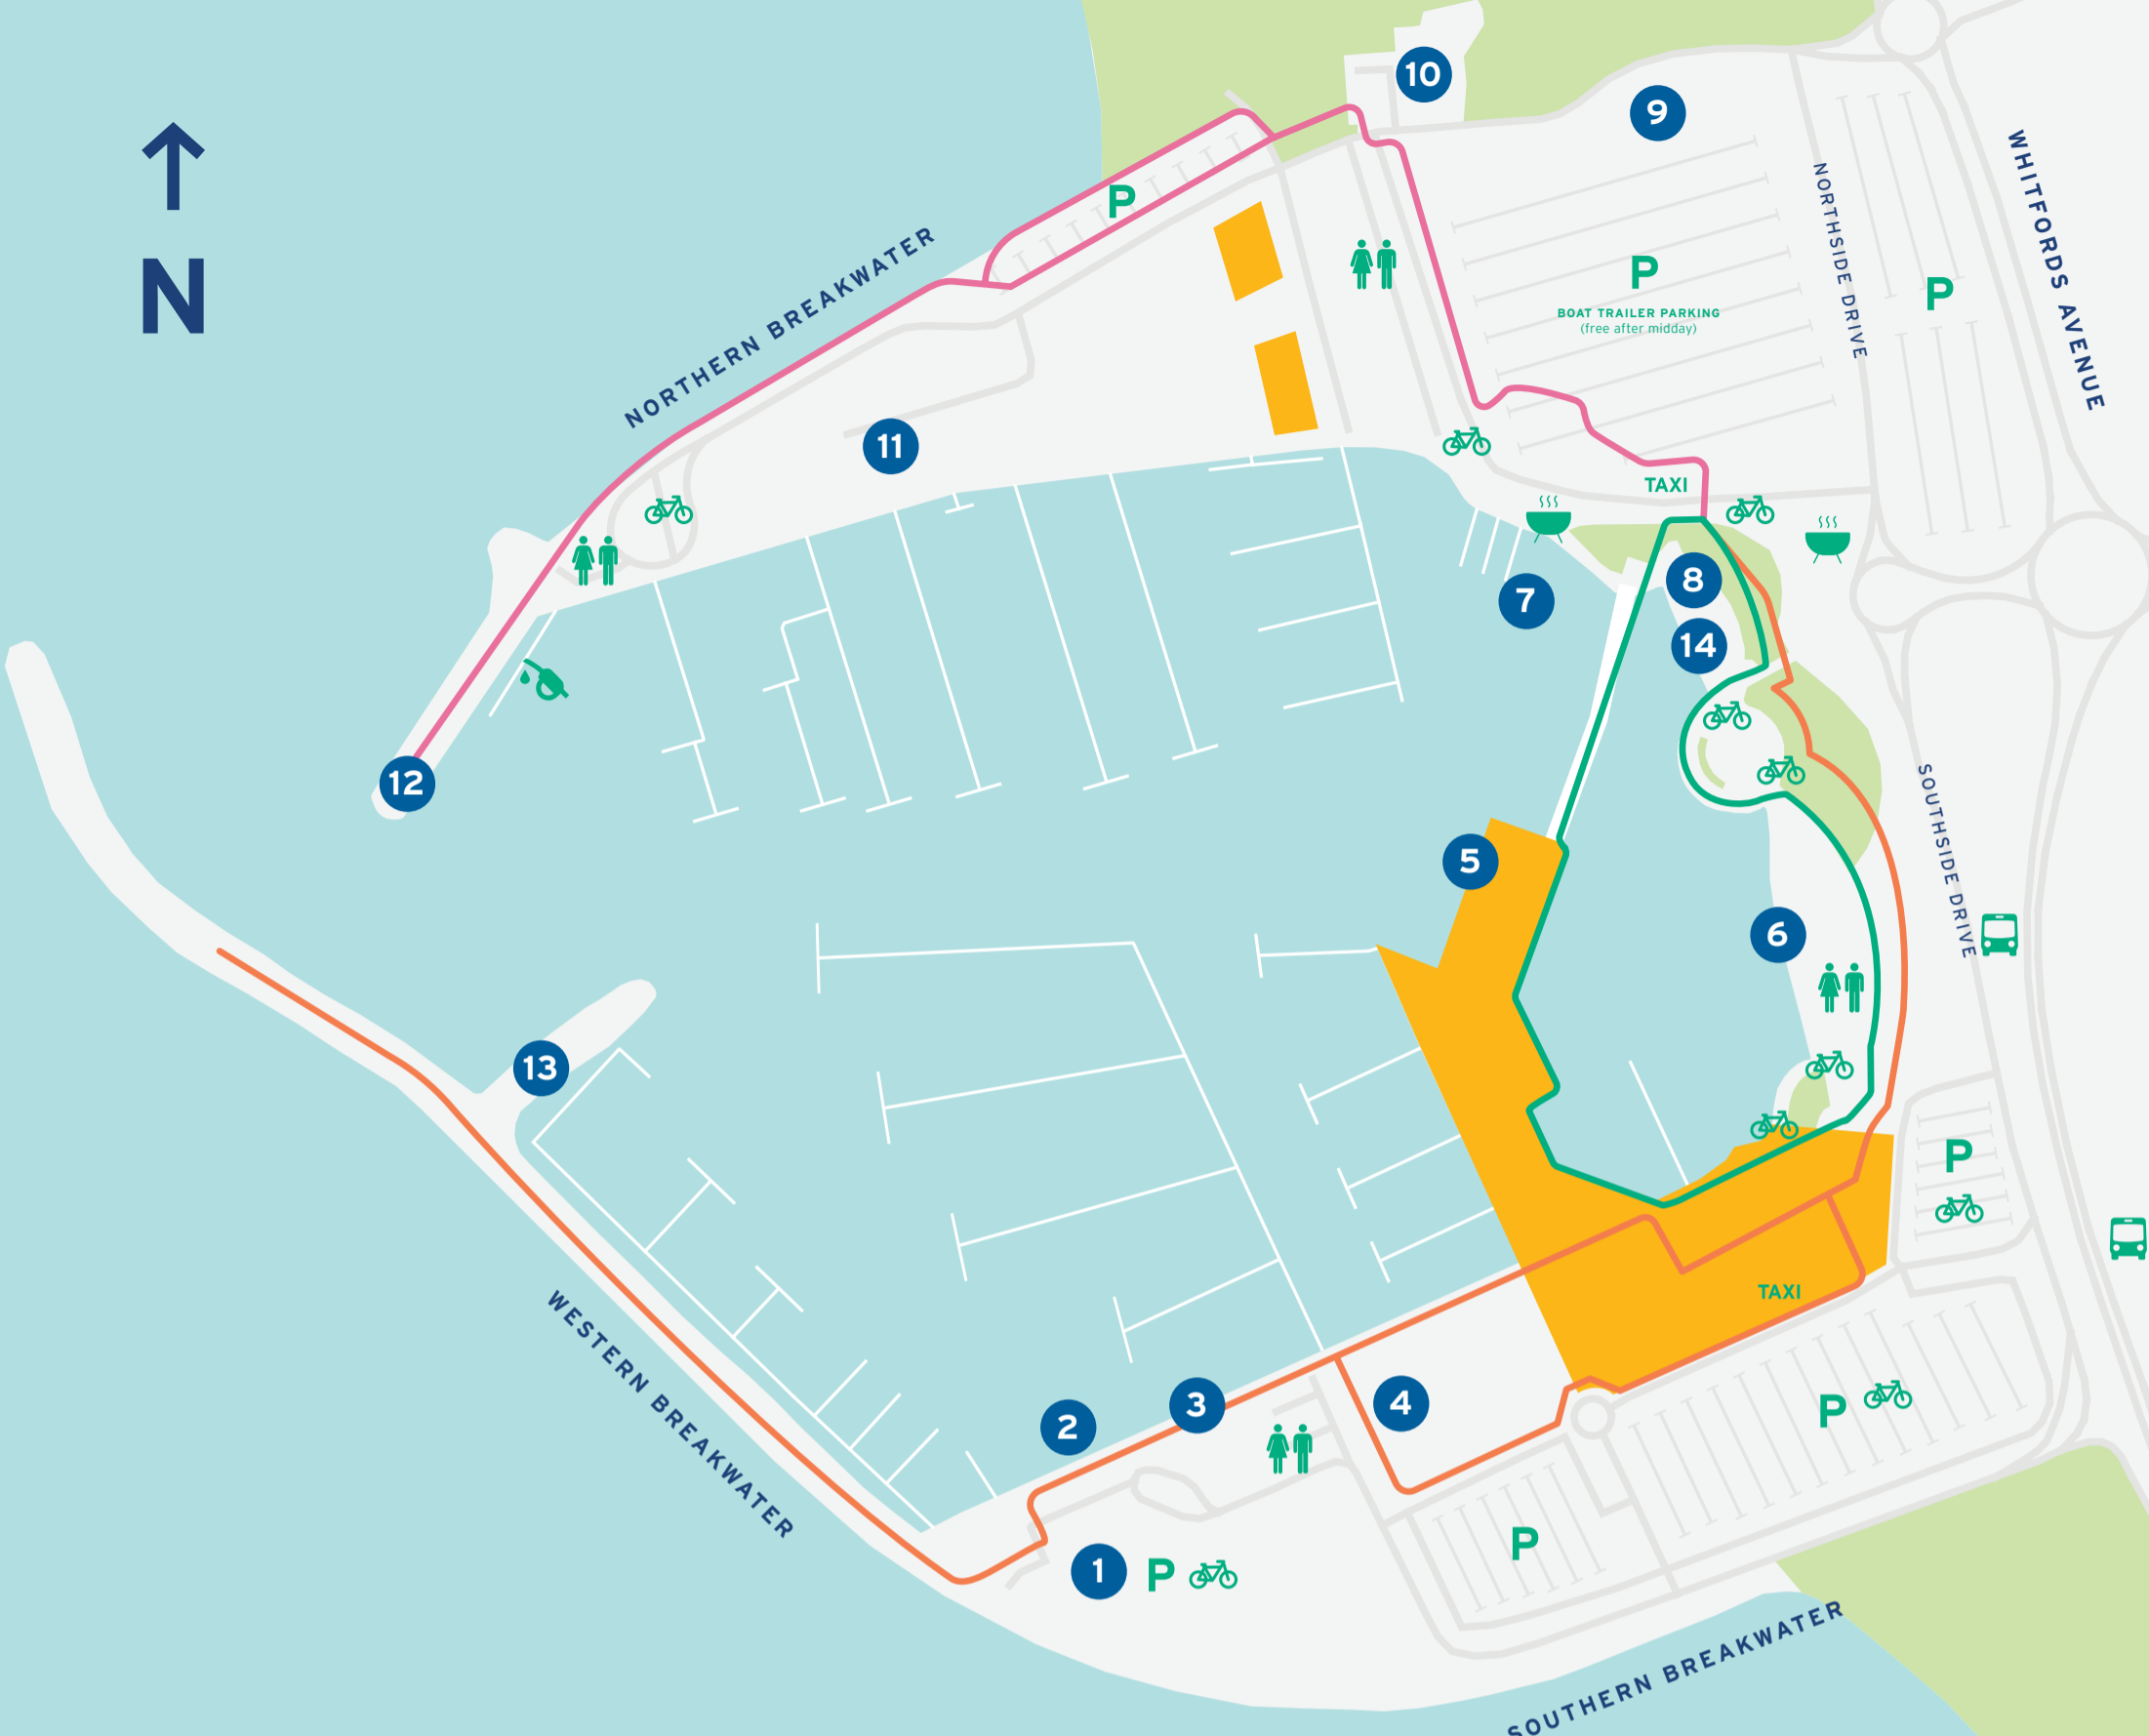 10
9
WHITFORDS AVENUE
NORTHSIDE DRIVE
P
N
NORTHERN BREAKWATER
P
P
BOAT TRAILER PARKING
(free after midday)
11
TAXI
8
7
14
12
SOUTHSIDE DRIVE
5
6
13
P
TAXI
WESTERN BREAKWATER
4
3
2
P
P
1
P
SOUTHERN BREAKWATER